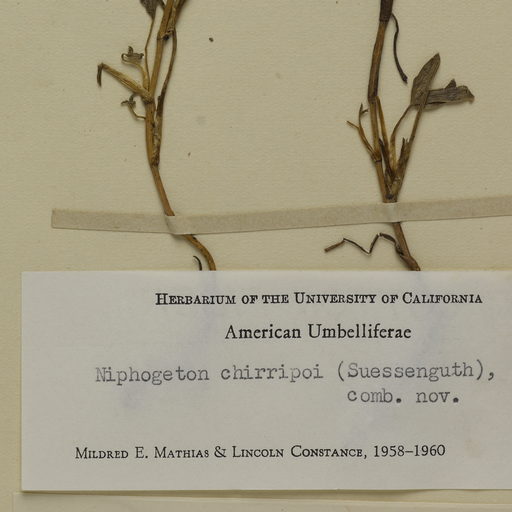 Herbarium of the University of California
American Umbelliferae
Niphogeton chirripoi (Suessenguth),
comb. nov.
Mildred E. Mathias & Lincoln Constance, 1958–1960